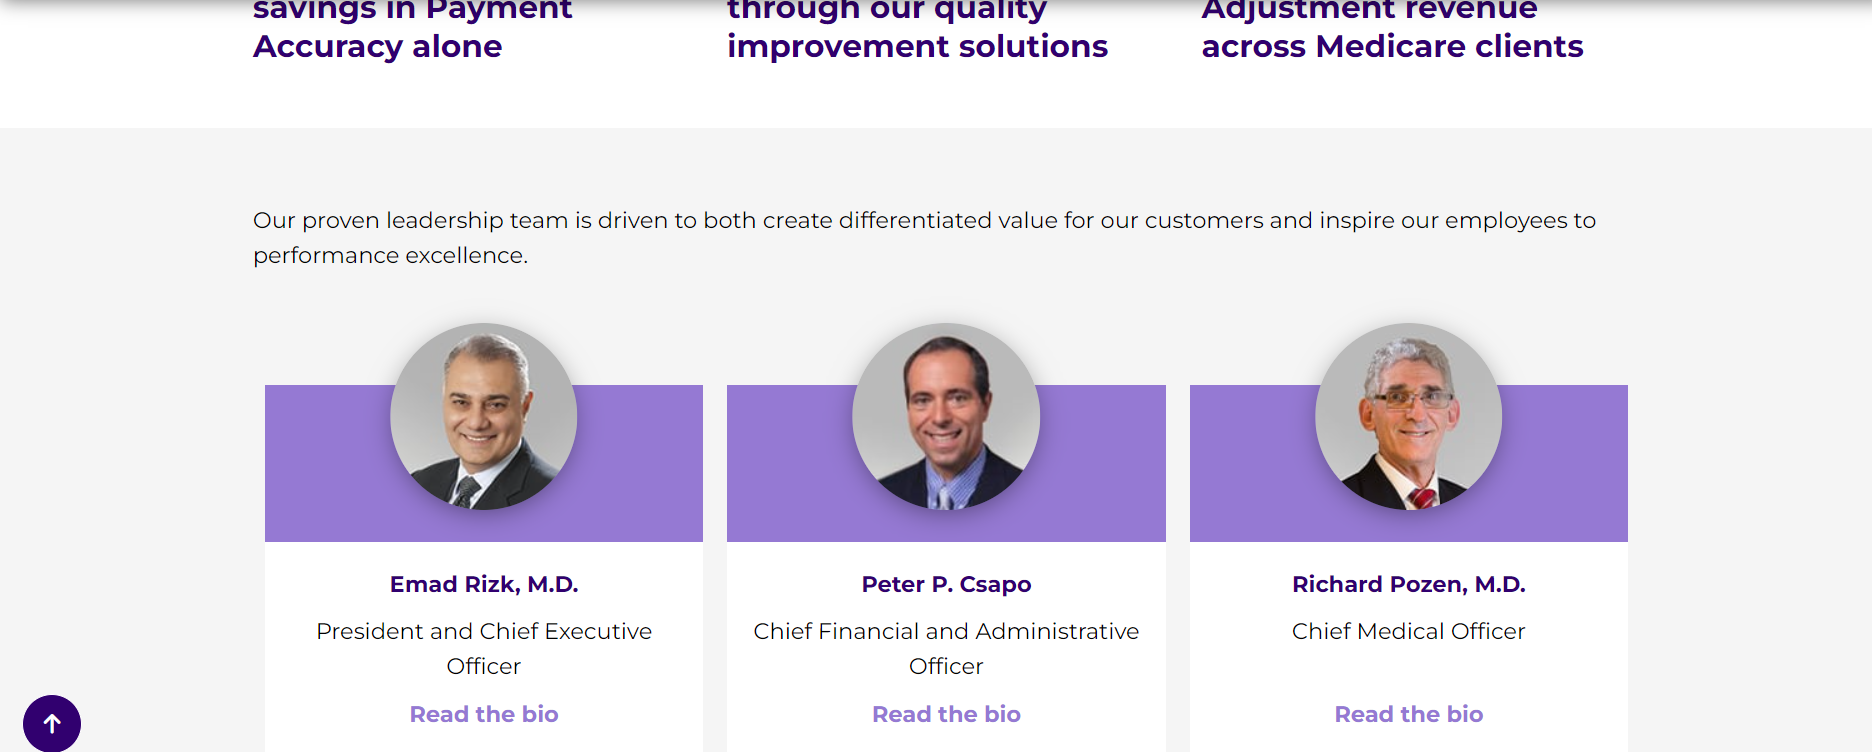 savings in Payment
Accuracy alone
through our quality
improvement solutions
Adjustment revenue
across Medicare clients
Our proven leadership team is driven to both create differentiated value for our customers and inspire our employees to
performance excellence.
Emad Rizk, M.D.
President and Chief Executive
Officer
Read the bio
Peter P. Csapo
Chief Financial and Administrative
Officer
Read the bio
Richard Pozen, M.D.
Chief Medical Officer
Read the bio